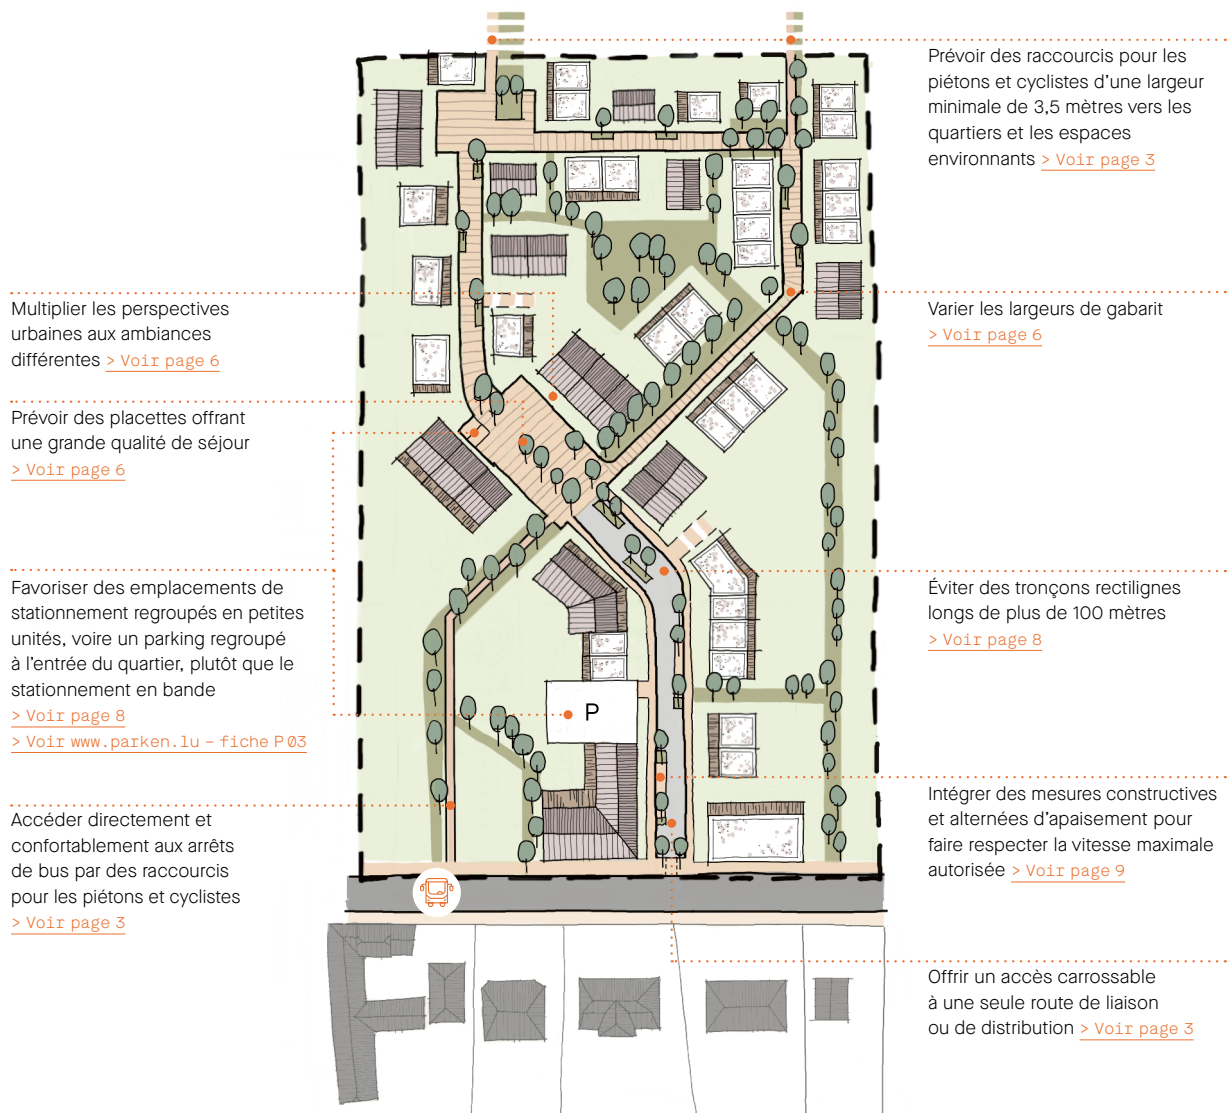 Prévoir des raccourcis pour les
piétons et cyclistes d'une largeur
minimale de 3,5 mètres vers les
quartiers et les espaces
environnants > Voir page 3
Multiplier les perspectives
urbaines aux ambiances
différentes > Voir page 6
Varier les largeurs de gabarit
> Voir page 6
Prévoir des placettes offrant
une grande qualité de séjour
> Voir page 6
Favoriser des emplacements de
stationnement regroupés en petites
unités, voire un parking regroupé
à l'entrée du quartier, plutôt que le
stationnement en bande
> Voir page 8
> Voir www.parken.lu – fiche P 03
Éviter des tronçons rectilignes
longs de plus de 100 mètres
> Voir page 8
P
Accéder directement et
confortablement aux arrêts
de bus par des raccourcis
pour les piétons et cyclistes
> Voir page 3
Intégrer des mesures constructives
et alternées d'apaisement pour
faire respecter la vitesse maximale
autorisée > Voir page 9
Offrir un accès carrossable
à une seule route de liaison
ou de distribution > Voir page 3